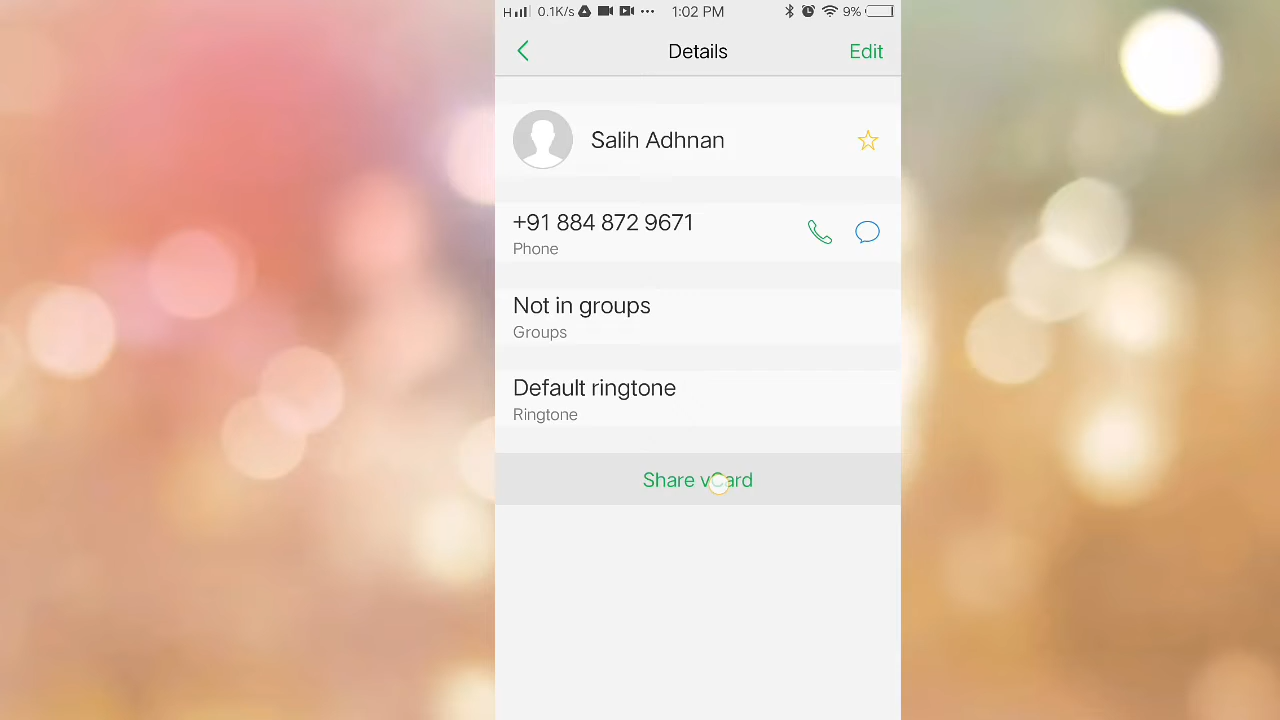 H 0.1K/s ... 1:02 PM 9%
Details Edit
Salih Adhnan
+91 884 872 9671
Phone
Not in groups
Groups
Default ringtone
Ringtone
Share vCard